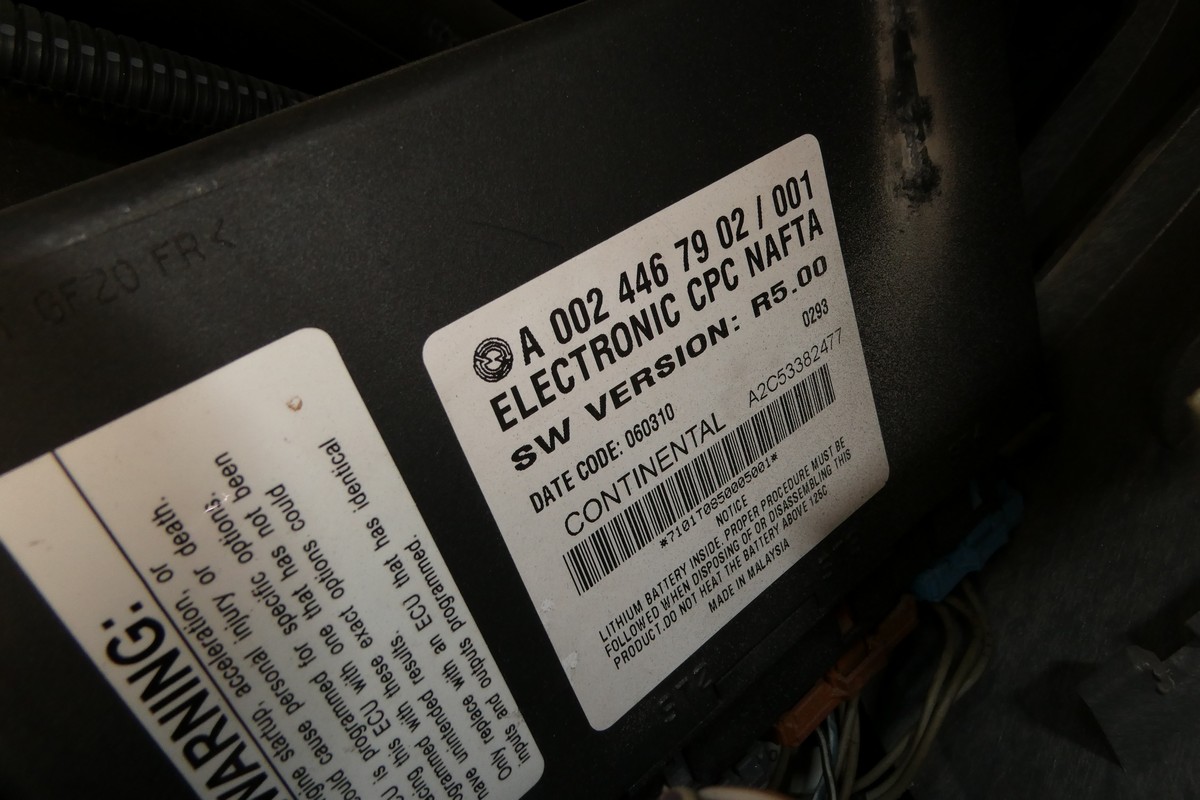 GF20 FR<
A 002 446 79 02 / 001
ELECTRONIC CPC NAFTA
SW VERSION: R5.00
0293
DATE CODE: 060310
CONTINENTAL A2C53382477
*7101T0850005001*
NOTICE
LITHIUM BATTERY INSIDE. PROPER PROCEDURE MUST BE
FOLLOWED WHEN DISPOSING OF OR DISASSEMBLING THIS
PRODUCT.DO NOT HEAT THE BATTERY ABOVE 125C
MADE IN MALAYSIA
WARNING:
startup, acceleration, or
cause personal injury or death.
is programmed for specific options.
this ECU with one that has not been
with these exact options could
have unintended results.
Only replace with an ECU that has identical
inputs and outputs programmed.